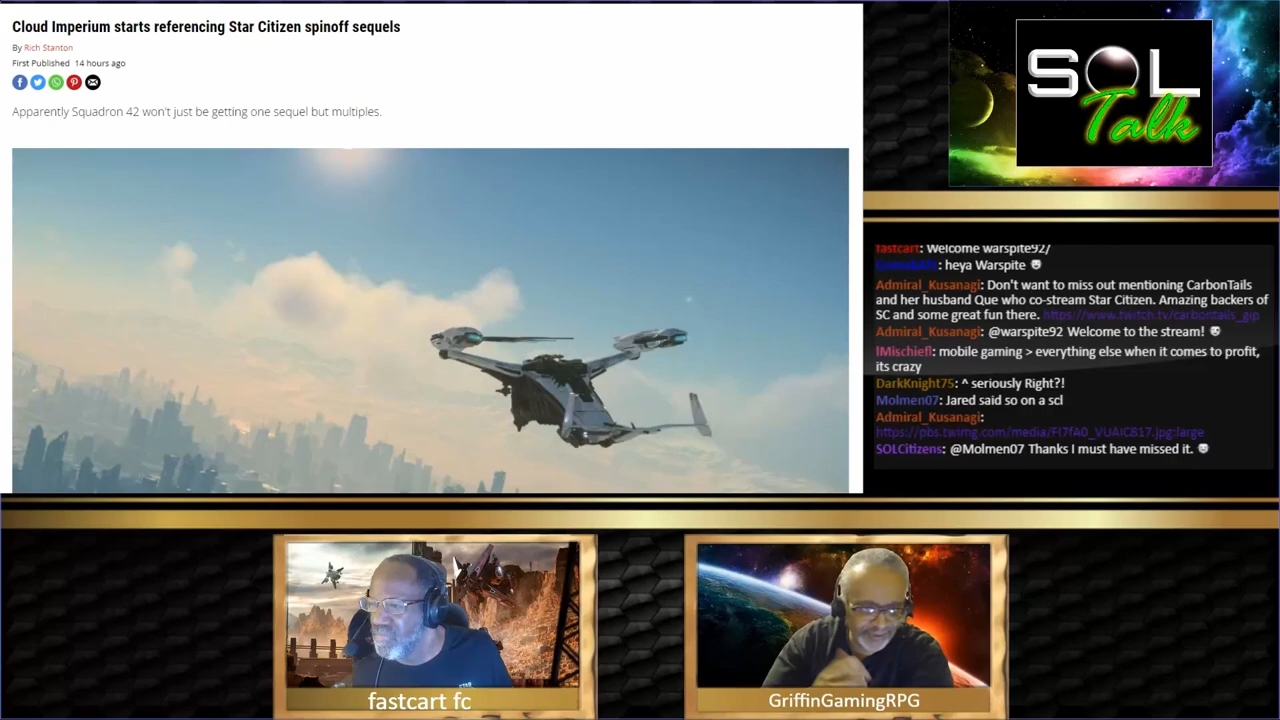 Cloud Imperium starts referencing Star Citizen spinoff sequels
By Rich Stanton
First Published 14 hours ago
Apparently Squadron 42 won't just be getting one sequel but multiples.
SOL
Talk
fastcart: Welcome warspite92/
: heya Warspite
Admiral_Kusanagi: Don't want to miss out mentioning CarbonTails
and her husband Que who co-stream Star Citizen. Amazing backers of
SC and some great fun there. https://www.twitch.tv/carbontails_gip
Admiral_Kusanagi: @warspite92 Welcome to the stream!
lMischiefl: mobile gaming > everything else when it comes to profit,
its crazy
DarkKnight75: ^ seriously Right?!
Molmen07: Jared said so on a scl
Admiral_Kusanagi:
SOLCitizens: @Molmen07 Thanks I must have missed it.
fastcart fc
GriffinGamingRPG